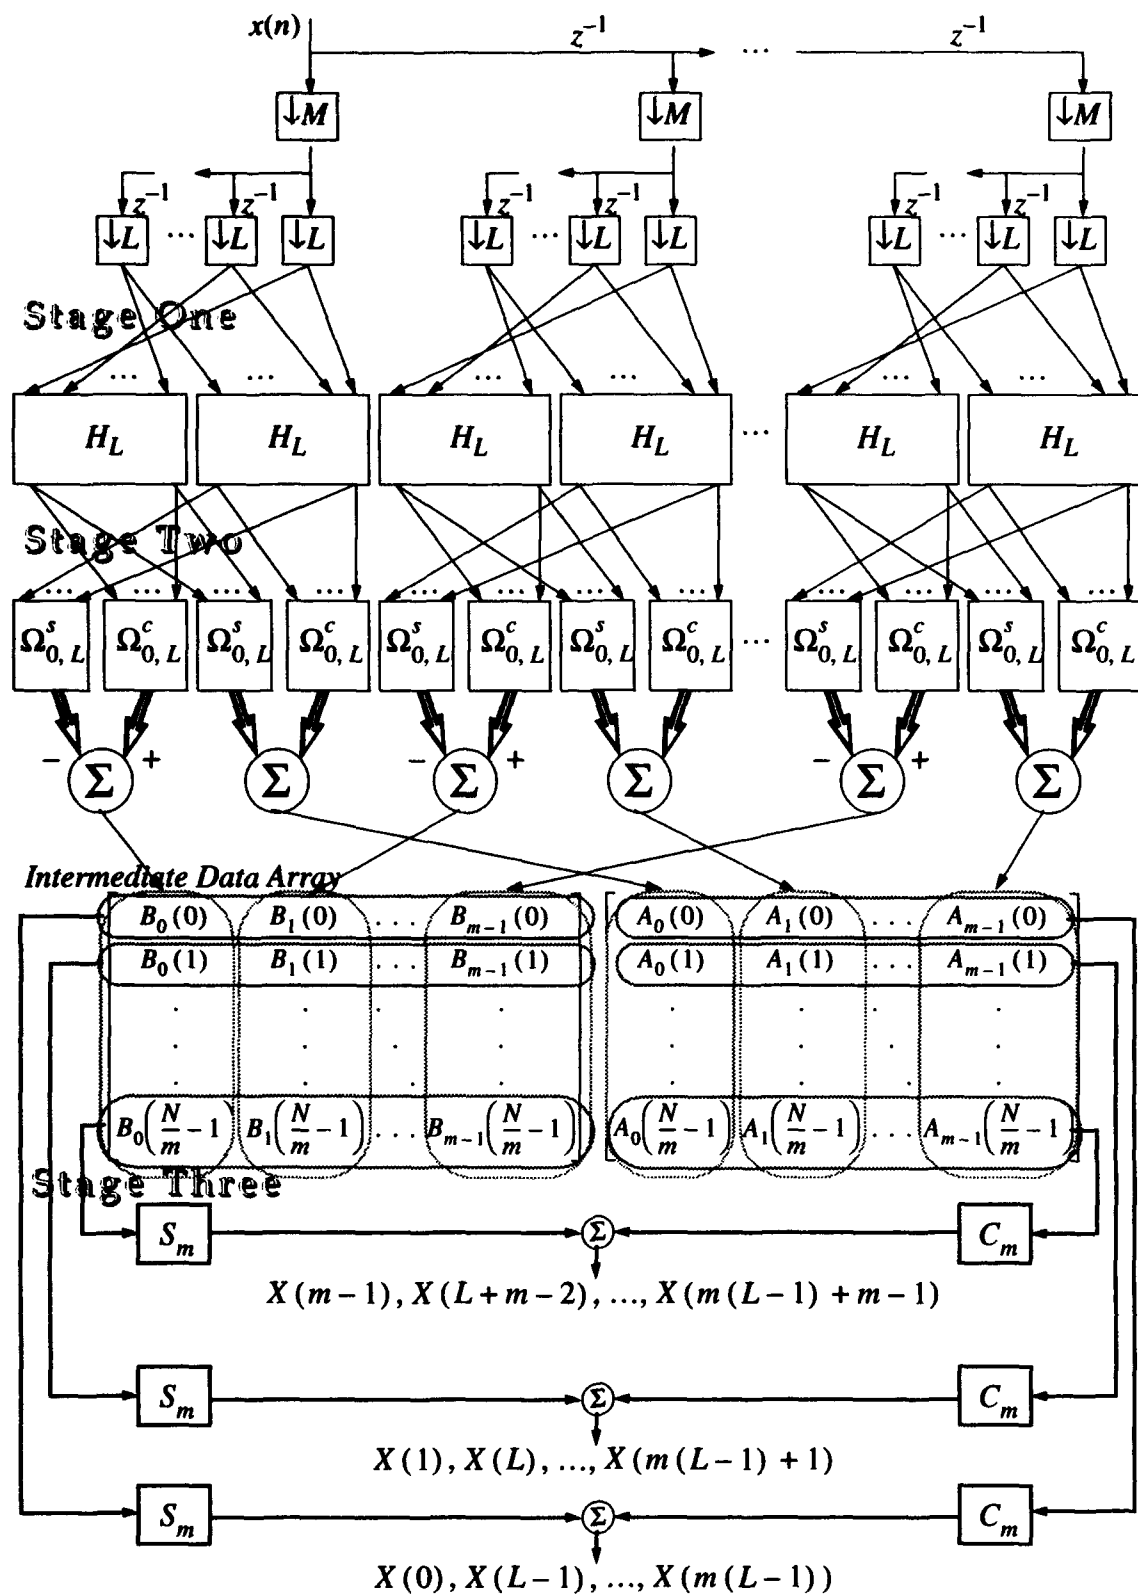 x(n) z⁻¹ ... z⁻¹
↓M ↓M ↓M
z⁻¹ z⁻¹ z⁻¹ z⁻¹ z⁻¹ z⁻¹
↓L ... ↓L ↓L ↓L ... ↓L ↓L ↓L ... ↓L ↓L
Stage One
... ... ... ... ... ...
H_L H_L H_L H_L ... H_L H_L
Stage Two
... ... ... ... ... ... ... ... ... ... ... ...
Ω^s_{0, L} Ω^c_{0, L} Ω^s_{0, L} Ω^c_{0, L} Ω^s_{0, L} Ω^c_{0, L} Ω^s_{0, L} Ω^c_{0, L} ... Ω^s_{0, L} Ω^c_{0, L} Ω^s_{0, L} Ω^c_{0, L}
− + − + − +
Σ Σ Σ Σ Σ Σ
Intermediate Data Array
B_0(0) B_1(0) ... B_{m−1}(0) A_0(0) A_1(0) ... A_{m−1}(0)
B_0(1) B_1(1) ... B_{m−1}(1) A_0(1) A_1(1) ... A_{m−1}(1)
. . . . . . . .
. . . . . . . .
. . . . . . . .
B_0(N/m −1) B_1(N/m −1) ... B_{m−1}(N/m −1) A_0(N/m −1) A_1(N/m −1) ... A_{m−1}(N/m −1
Stage Three
S_m Σ C_m
X(m−1), X(L+m−2), ..., X(m(L−1)+m−1)
S_m Σ C_m
X(1), X(L), ..., X(m(L−1)+1)
S_m Σ C_m
X(0), X(L−1), ..., X(m(L−1))